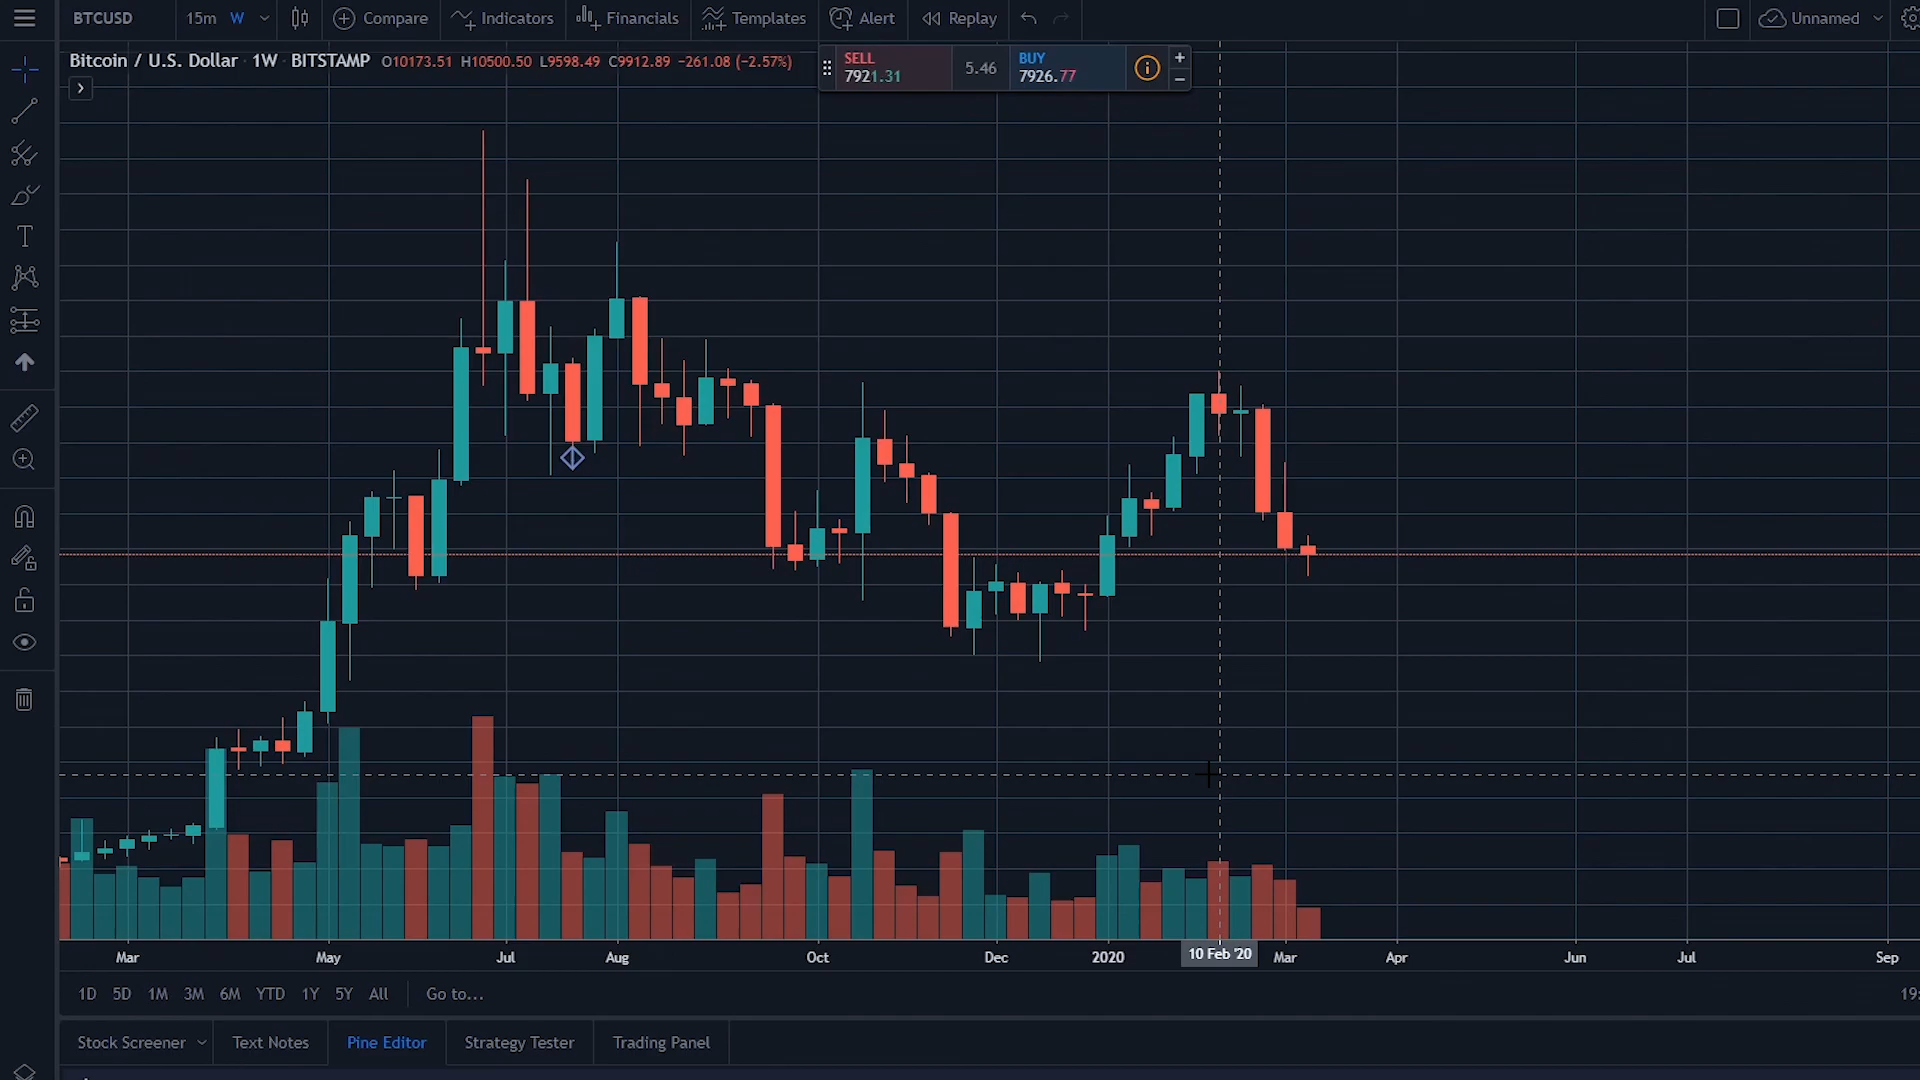 BTCUSD 15m W Compare Indicators Financials Templates Alert Replay Unnamed
Bitcoin / U.S. Dollar · 1W · BITSTAMP O10173.51 H10500.50 L9598.49 C9912.89 −261.08 (−2.57%)
SELL
7921.31
5.46
BUY
7926.77
Mar May Jul Aug Oct Dec 2020 10 Feb '20 Mar Apr Jun Jul Sep
1D 5D 1M 3M 6M YTD 1Y 5Y All Go to...
Stock Screener Text Notes Pine Editor Strategy Tester Trading Panel